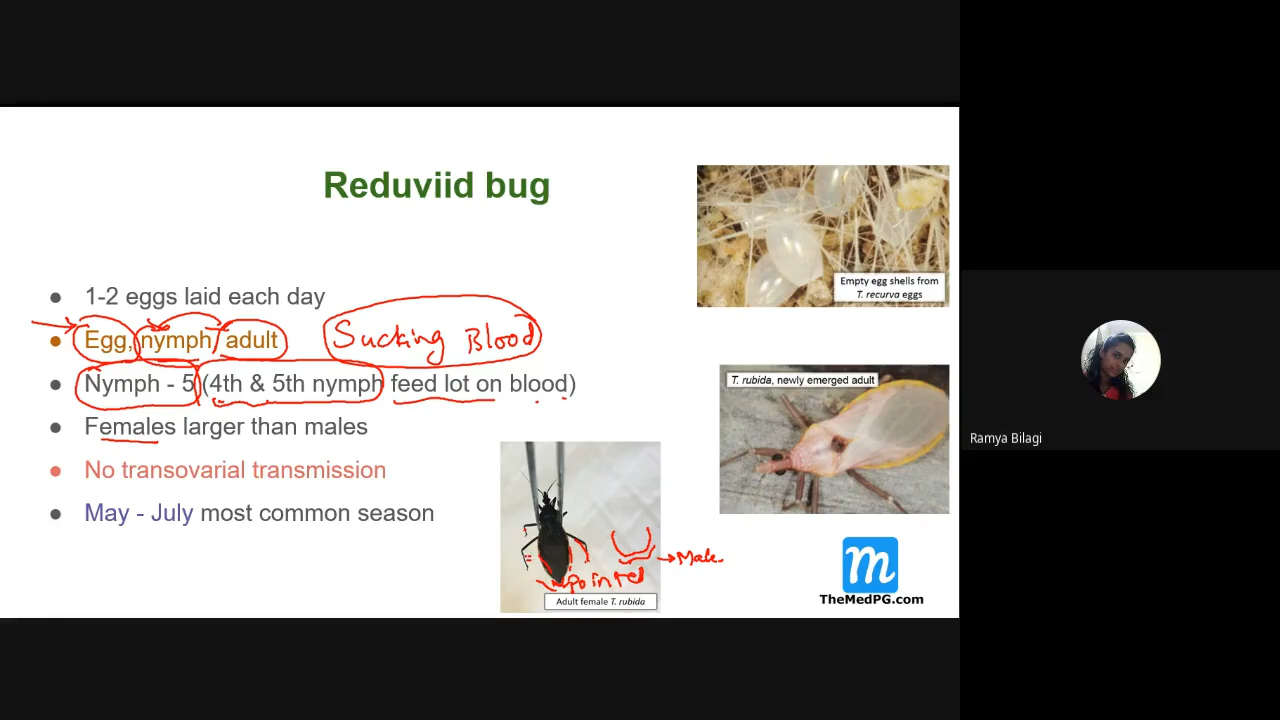 Reduviid bug
● 1-2 eggs laid each day
● Egg, nymph, adult Sucking Blood
● Nymph - 5 (4th & 5th nymph feed lot on blood)
● Females larger than males
● No transovarial transmission
● May - July most common season
Empty egg shells from
T. recurva eggs
T. rubida, newly emerged adult
pointed
Male
Adult female T. rubida
m
TheMedPG.com
Ramya Bilagi